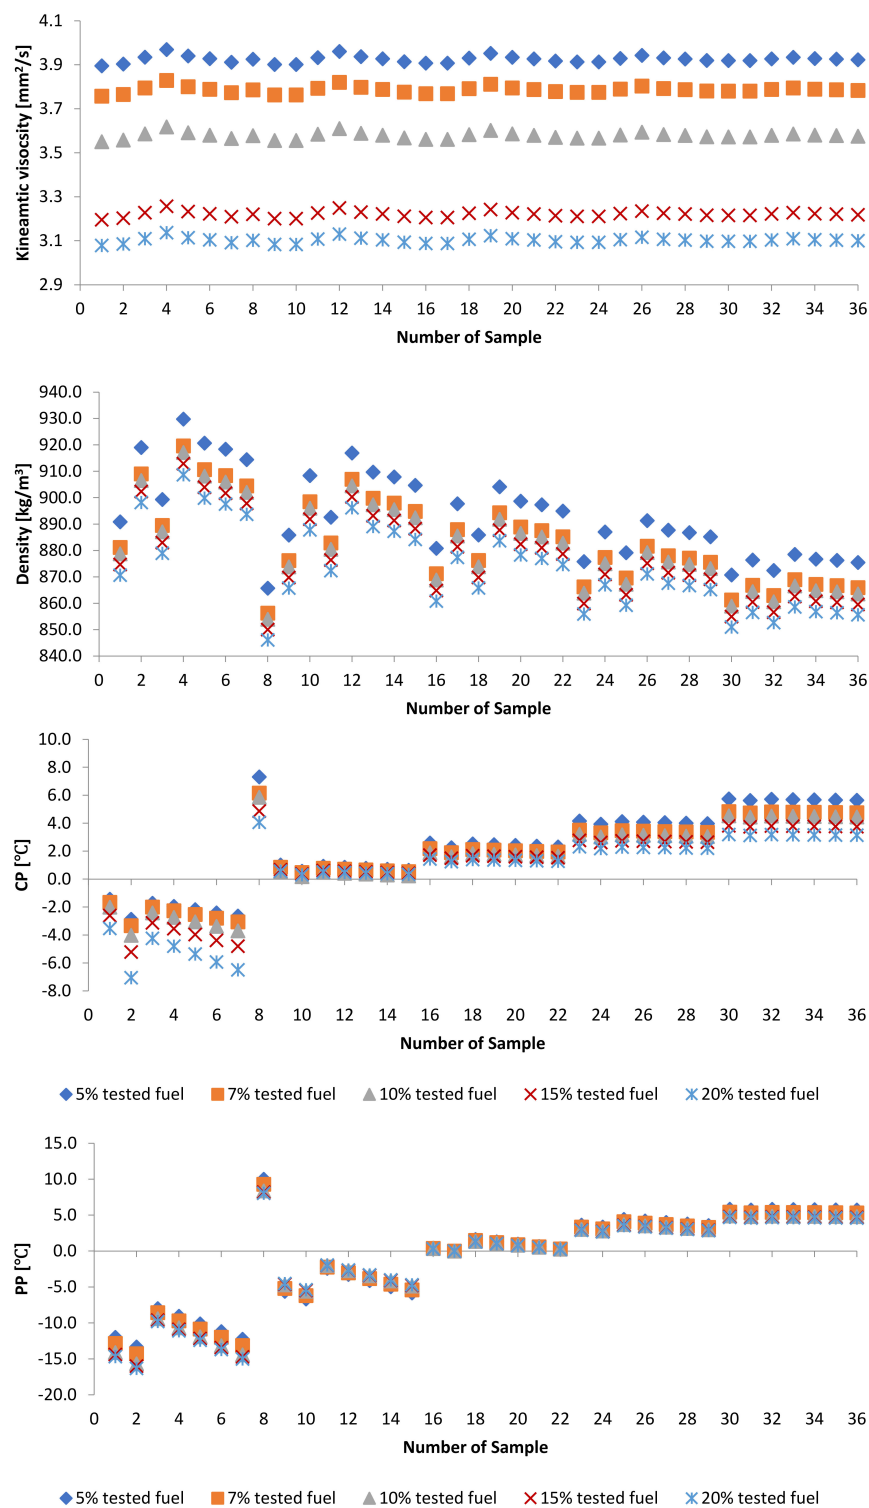 Kineamtic visocsity [mm²/s]
4.1
3.9
3.7
3.5
3.3
3.1
2.9
0 2 4 6 8 10 12 14 16 18 20 22 24 26 28 30 32 34 36
Number of Sample
Density [kg/m³]
940.0
930.0
920.0
910.0
900.0
890.0
880.0
870.0
860.0
850.0
840.0
0 2 4 6 8 10 12 14 16 18 20 22 24 26 28 30 32 34 36
Number of Sample
CP [°C]
10.0
8.0
6.0
4.0
2.0
0.0
-2.0
-4.0
-6.0
-8.0
0 2 4 6 8 10 12 14 16 18 20 22 24 26 28 30 32 34 36
Number of Sample
5% tested fuel 7% tested fuel 10% tested fuel 15% tested fuel 20% tested fuel
PP [°C]
15.0
10.0
5.0
0.0
-5.0
-10.0
-15.0
-20.0
0 2 4 6 8 10 12 14 16 18 20 22 24 26 28 30 32 34 36
Number of Sample
5% tested fuel 7% tested fuel 10% tested fuel 15% tested fuel 20% tested fuel